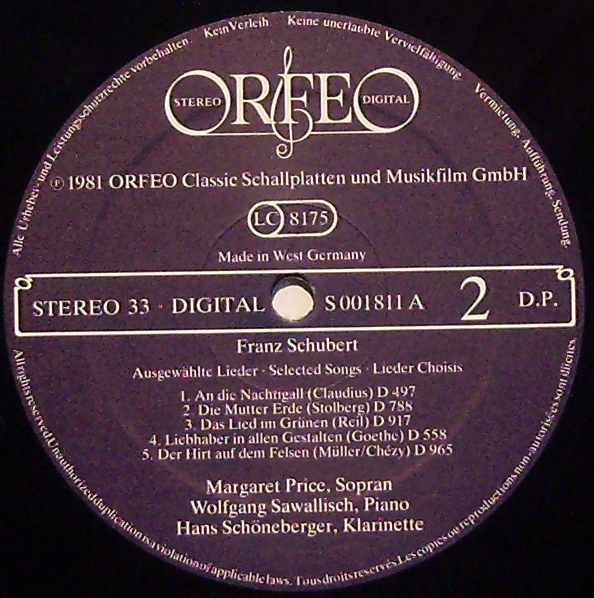 Alle Urheber- und Leistungsschutzrechte vorbehalten. Kein Verleih. Keine unerlaubte Vervielfältigung, Vermietung, Aufführung, Sendung.
ORFEO
STEREO DIGITAL
℗ 1981 ORFEO Classic Schallplatten und Musikfilm GmbH
LC 8175
Made in West Germany
STEREO 33 · DIGITAL S 001811 A 2 D.P.
Franz Schubert
Ausgewählte Lieder · Selected Songs · Lieder Choisis
1. An die Nachtigall (Claudius) D 497
2 Die Mutter Erde (Stolberg) D 788
3. Das Lied im Grünen (Reil) D 917
4. Liebhaber in allen Gestalten (Goethe) D 558
5. Der Hirt auf dem Felsen (Müller/Chézy) D 965
Margaret Price, Sopran
Wolfgang Sawallisch, Piano
Hans Schöneberger, Klarinette
All rights reserved Unauthorized duplication is a violation of applicable laws. Tous droits reservés. Les copies ou reproductions non-autorisées sont illicites.